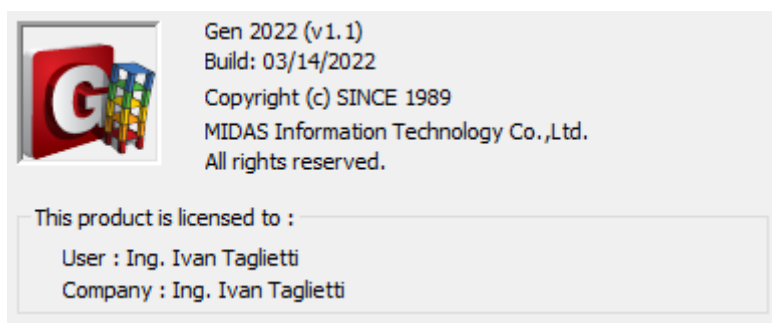 G
Gen 2022 (v1.1)
Build: 03/14/2022
Copyright (c) SINCE 1989
MIDAS Information Technology Co.,Ltd.
All rights reserved.
This product is licensed to :
User : Ing. Ivan Taglietti
Company : Ing. Ivan Taglietti